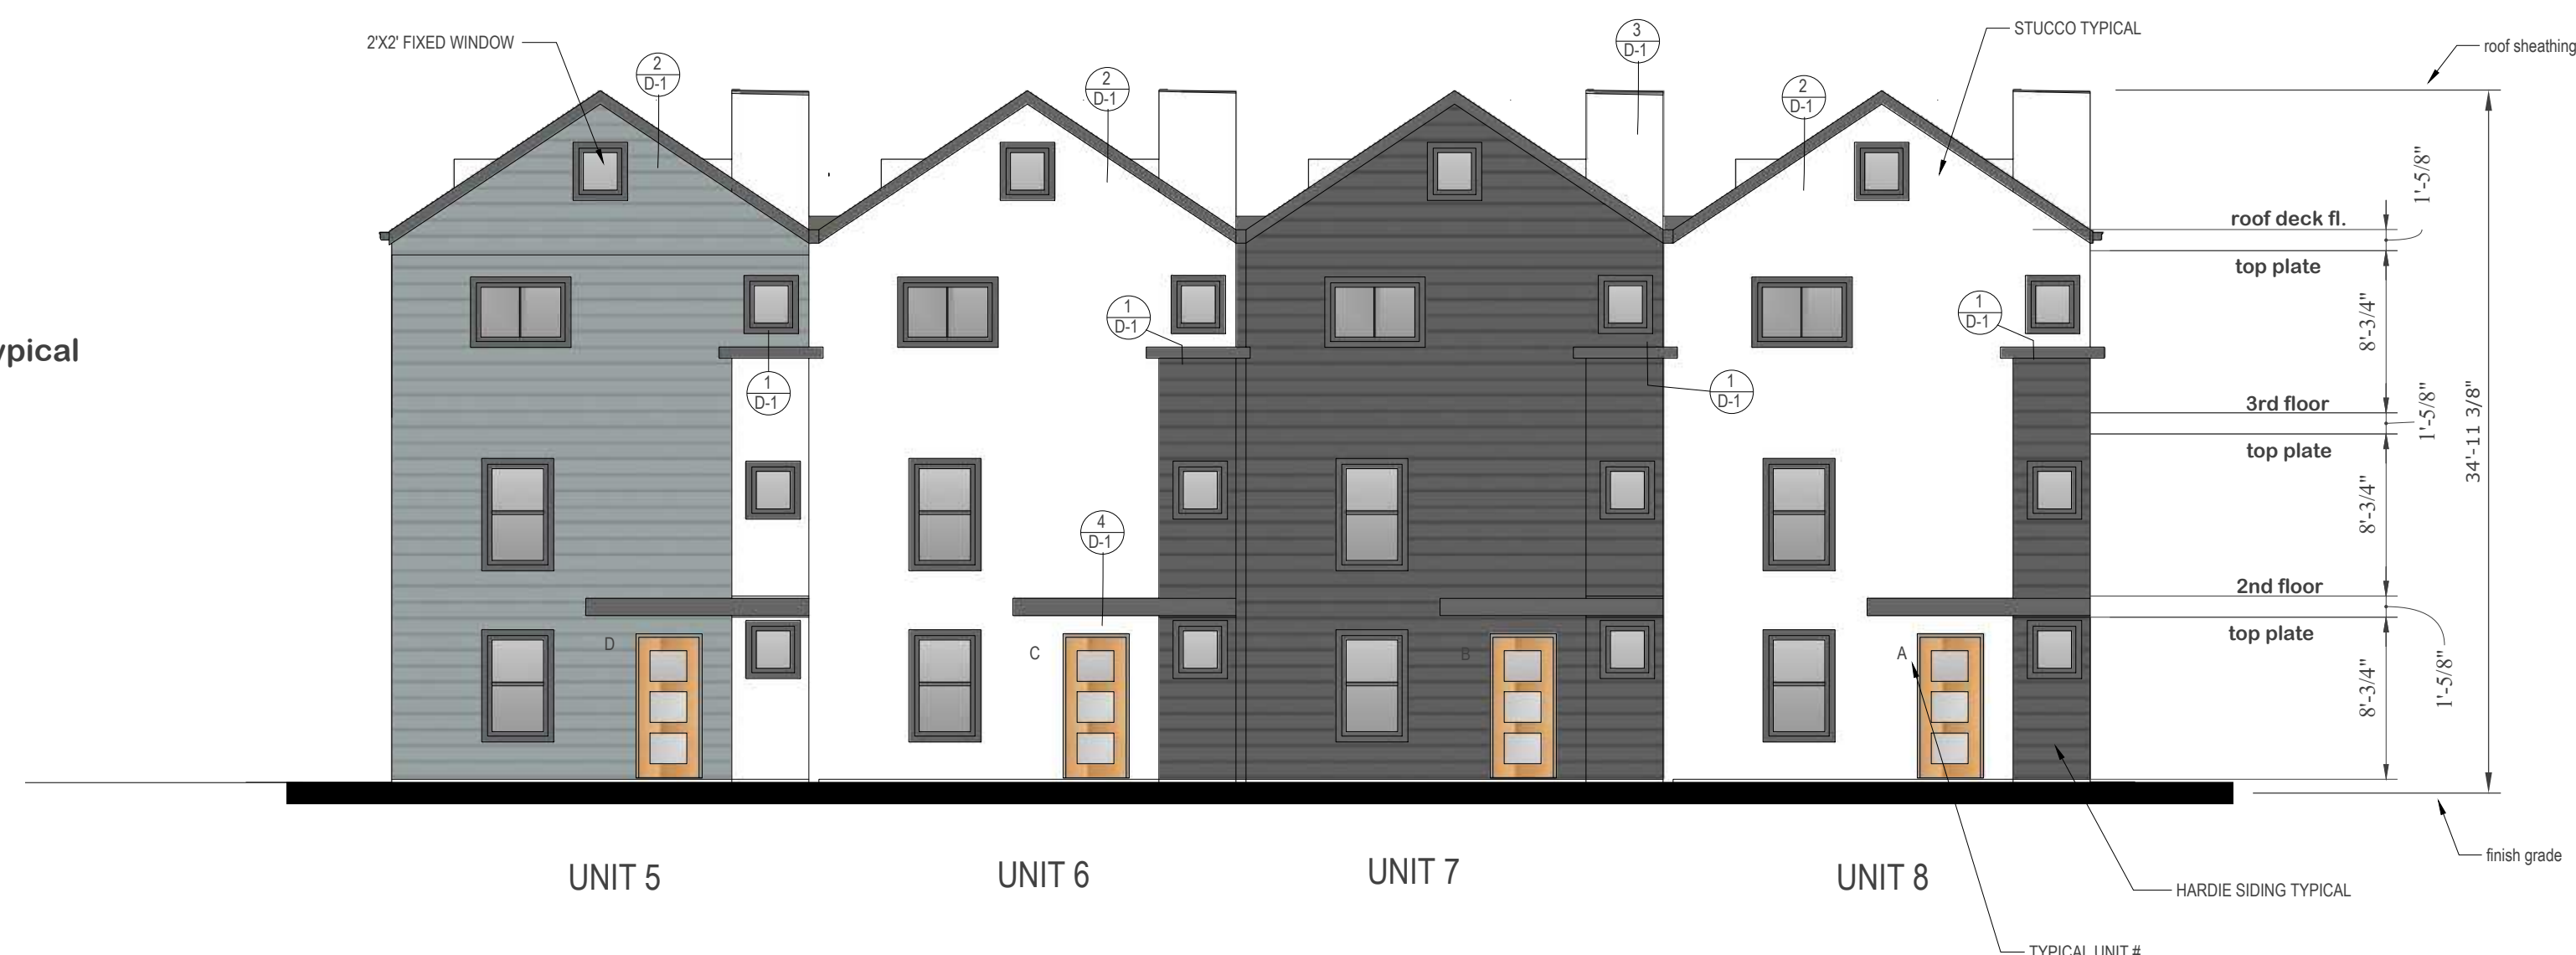 2'X2' FIXED WINDOW
2
D-1
2
D-1
3
D-1
2
D-1
STUCCO TYPICAL
roof sheathing
1'-5/8"
roof deck fl.
top plate
8'-3/4"
1
D-1
1
D-1
1
D-1
1
D-1
ypical
3rd floor
1'-5/8"
34'-11 3/8"
top plate
8'-3/4"
4
D-1
2nd floor
top plate
1'-5/8"
8'-3/4"
D
C
B
A
UNIT 5
UNIT 6
UNIT 7
UNIT 8
finish grade
HARDIE SIDING TYPICAL
TYPICAL UNIT #